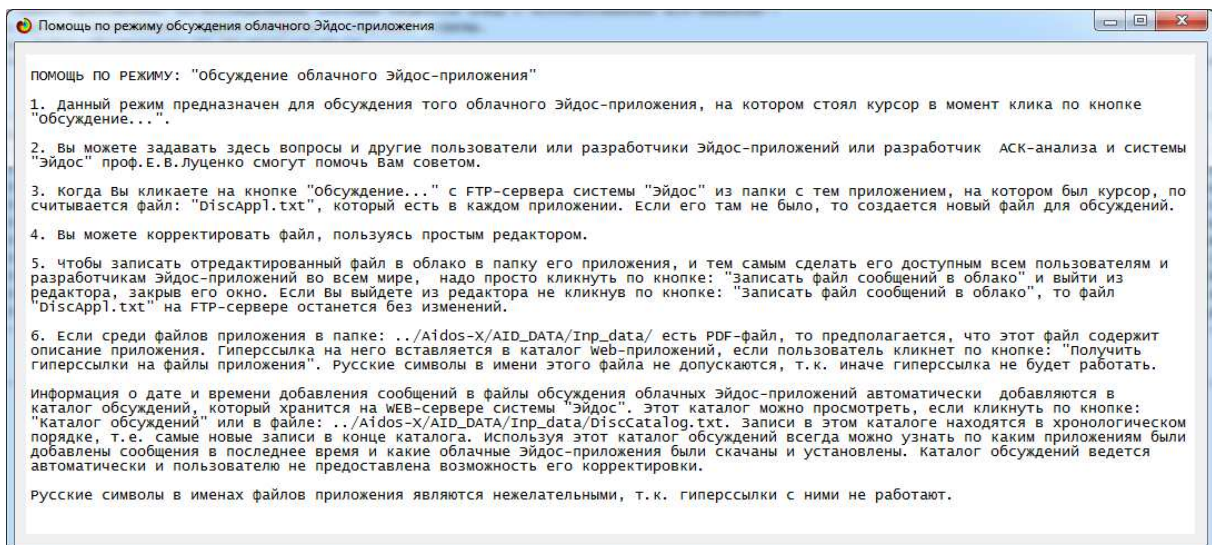 Помощь по режиму обсуждения облачного Эйдос-приложения
ПОМОЩЬ ПО РЕЖИМУ: "Обсуждение облачного Эйдос-приложения"
1. Данный режим предназначен для обсуждения того облачного Эйдос-приложения, на котором стоял курсор в момент клика по кнопке
"Обсуждение...".
2. Вы можете задавать здесь вопросы и другие пользователи или разработчики Эйдос-приложений или разработчик АСК-анализа и системы
"Эйдос" проф.Е.В.Луценко смогут помочь Вам советом.
3. Когда Вы кликаете на кнопке "Обсуждение..." с FTP-сервера системы "Эйдос" из папки с тем приложением, на котором был курсор, по
считывается файл: "DiscAppl.txt", который есть в каждом приложении. Если его там не было, то создается новый файл для обсуждений.
4. Вы можете корректировать файл, пользуясь простым редактором.
5. Чтобы записать отредактированный файл в облако в папку его приложения, и тем самым сделать его доступным всем пользователям и
разработчикам Эйдос-приложений во всем мире, надо просто кликнуть по кнопке: "Записать файл сообщений в облако" и выйти из
редактора, закрыв его окно. Если Вы выйдете из редактора не кликнув по кнопке: "Записать файл сообщений в облако", то файл
"DiscAppl.txt" на FTP-сервере останется без изменений.
6. Если среди файлов приложения в папке: ../Aidos-X/AID_DATA/Inp_data/ есть PDF-файл, то предполагается, что этот файл содержит
описание приложения. Гиперссылка на него вставляется в каталог Web-приложений, если пользователь кликнет по кнопке: "Получить
гиперссылки на файлы приложения". Русские символы в имени этого файла не допускаются, т.к. иначе гиперссылка не будет работать.
Информация о дате и времени добавления сообщений в файлы обсуждения облачных Эйдос-приложений автоматически добавляются в
каталог обсуждений, который хранится на WEB-сервере системы "Эйдос". Этот каталог можно просмотреть, если кликнуть по кнопке:
"Каталог обсуждений" или в файле: ../Aidos-X/AID_DATA/Inp_data/DiscCatalog.txt. Записи в этом каталоге находятся в хронологическом
порядке, т.е. самые новые записи в конце каталога. Используя этот каталог обсуждений всегда можно узнать по каким приложениям были
добавлены сообщения в последнее время и какие облачные Эйдос-приложения были скачаны и установлены. Каталог обсуждений ведется
автоматически и пользователю не предоставлена возможность его корректировки.
Русские символы в именах файлов приложения являются нежелательными, т.к. гиперссылки с ними не работают.